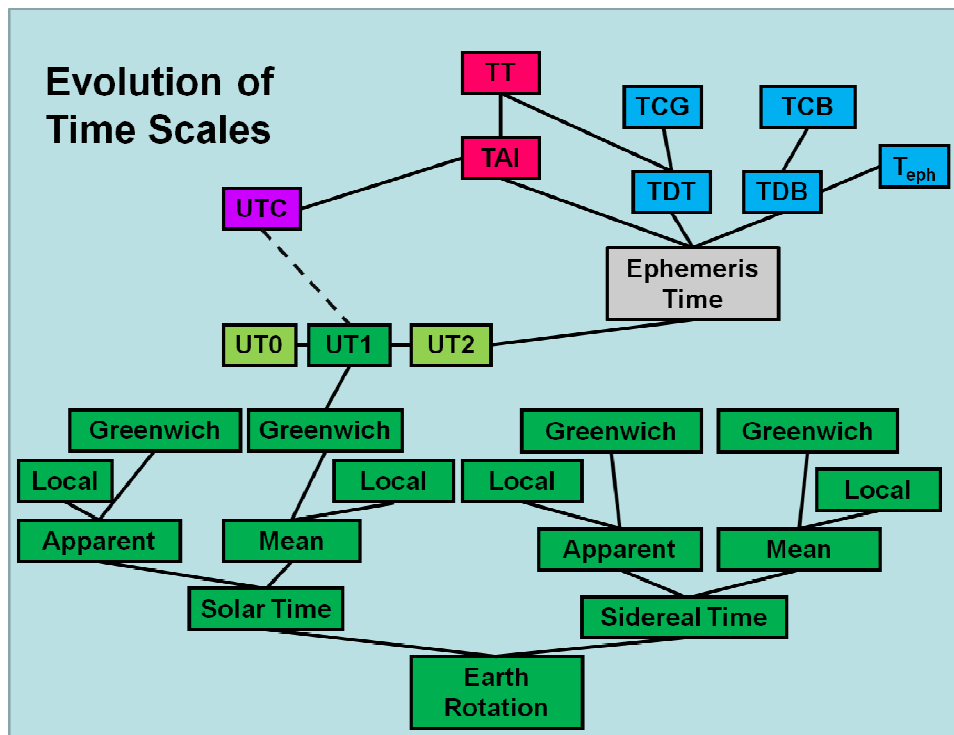 Evolution of
Time Scales
TT
TCG
TCB
TAI
T_eph
TDT
TDB
UTC
Ephemeris
Time
UT0
UT1
UT2
Greenwich
Greenwich
Greenwich
Greenwich
Local
Local
Local
Local
Apparent
Mean
Apparent
Mean
Solar Time
Sidereal Time
Earth
Rotation